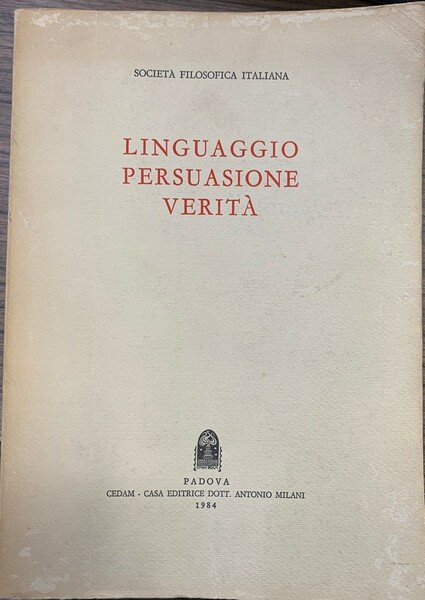 SOCIETÀ FILOSOFICA ITALIANA
LINGUAGGIO
PERSUASIONE
VERITÀ
PADOVA
CEDAM - CASA EDITRICE DOTT. ANTONIO MILANI
1984